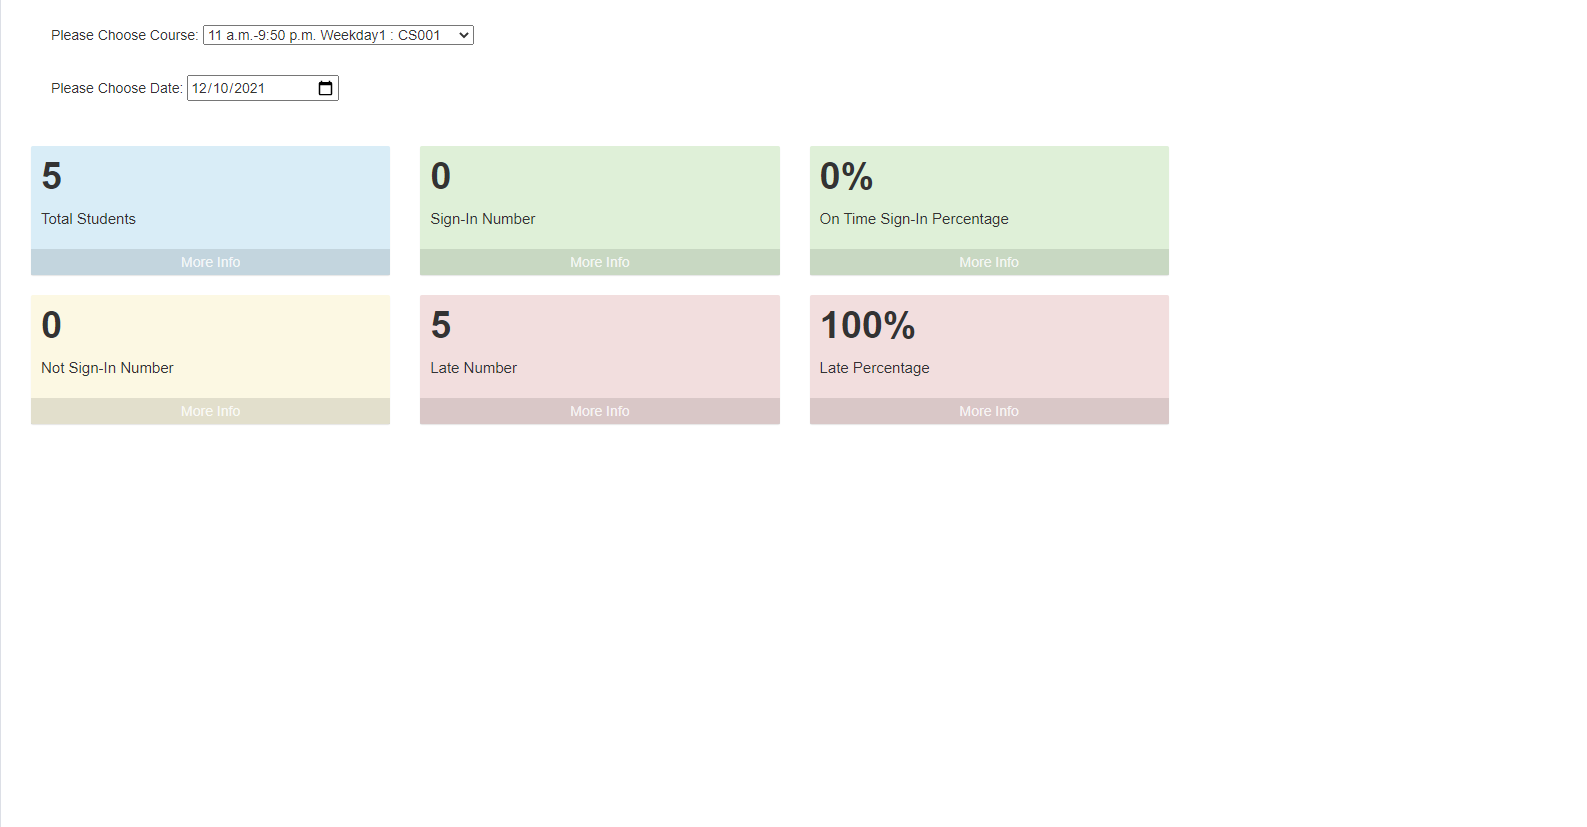 Please Choose Course: 11 a.m.-9:50 p.m. Weekday1 : CS001
Please Choose Date: 12/10/2021
5
Total Students
More Info
0
Sign-In Number
More Info
0%
On Time Sign-In Percentage
More Info
0
Not Sign-In Number
More Info
5
Late Number
More Info
100%
Late Percentage
More Info